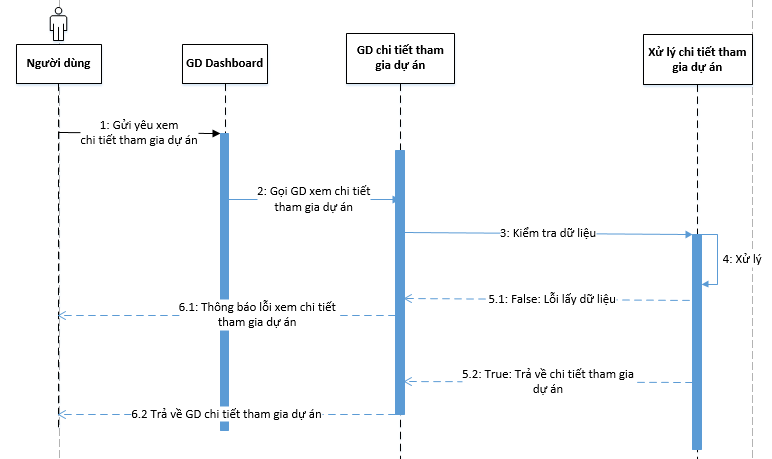 Người dùng
GD Dashboard
GD chi tiết tham
gia dự án
Xử lý chi tiết tham
gia dự án
1: Gửi yêu xem
chi tiết tham gia dự án
2: Gọi GD xem chi tiết
tham gia dự án
3: Kiểm tra dữ liệu
4: Xử lý
5.1: False: Lỗi lấy dữ liệu
6.1: Thông báo lỗi xem chi tiết
tham gia dự án
5.2: True: Trả về chi tiết tham gia
dự án
6.2 Trả về GD chi tiết tham gia dự án